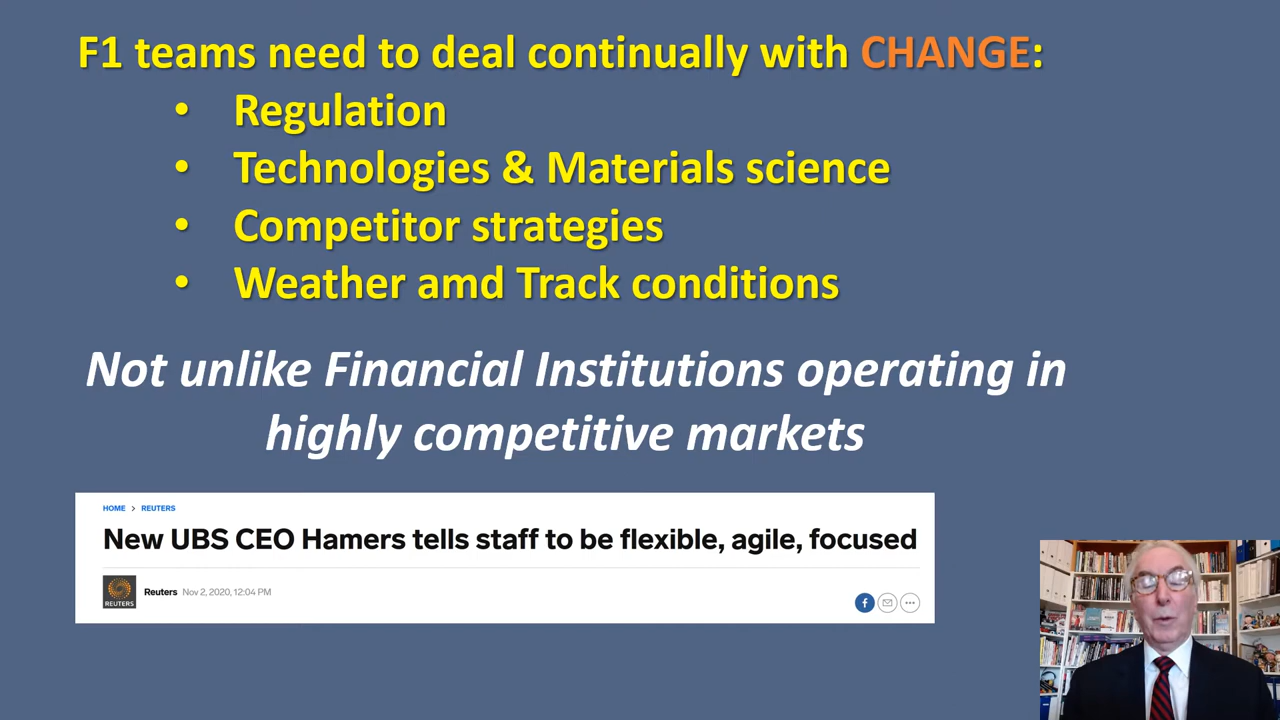 F1 teams need to deal continually with CHANGE:
• Regulation
• Technologies & Materials science
• Competitor strategies
• Weather amd Track conditions
Not unlike Financial Institutions operating in
highly competitive markets
HOME > REUTERS
New UBS CEO Hamers tells staff to be flexible, agile, focused
REUTERS
Reuters Nov 2, 2020, 12:04 PM